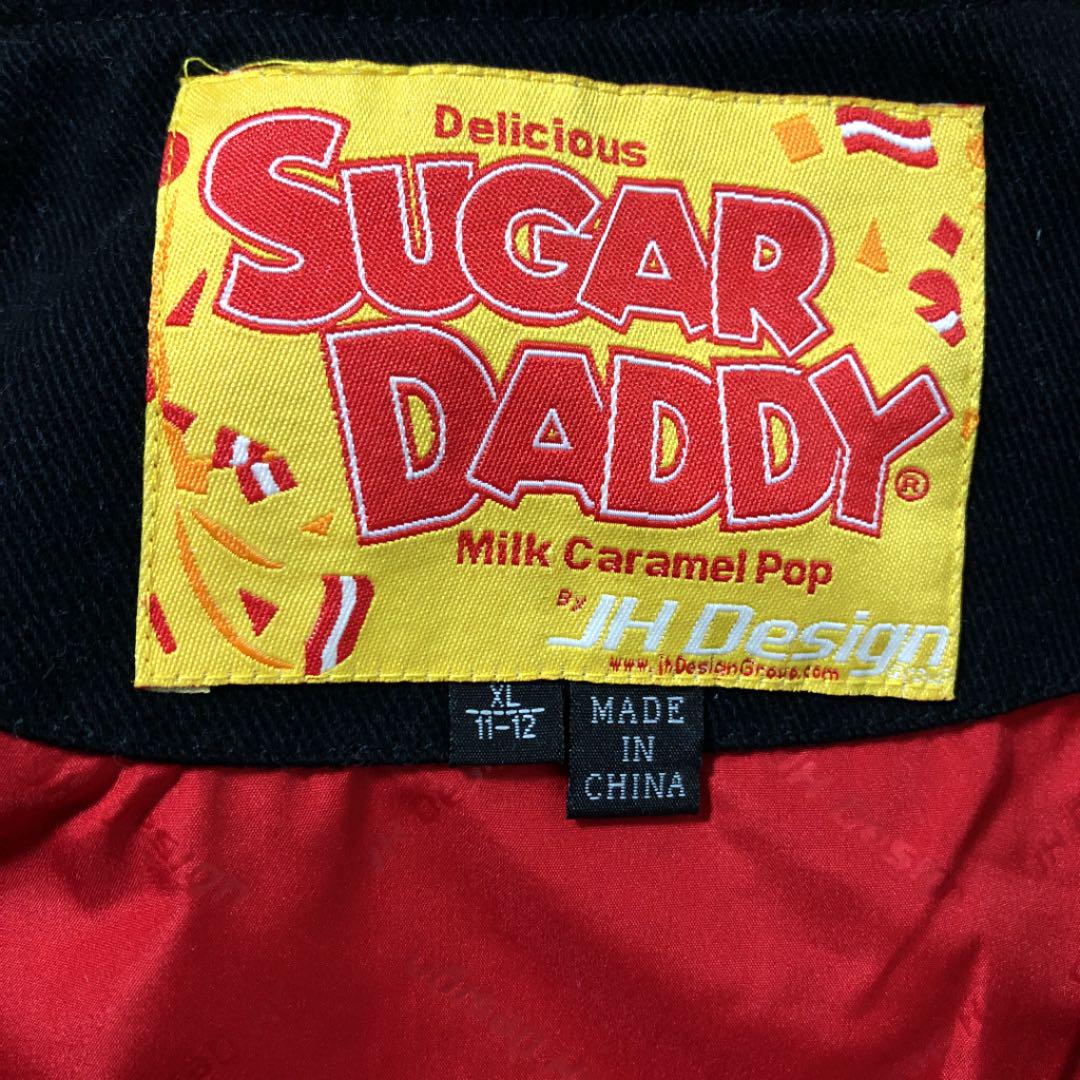 Delicious
SUGAR
DADDY®
Milk Caramel Pop
By JH Design
www.jhDesignGroup.com
XL
11-12
MADE
IN
CHINA